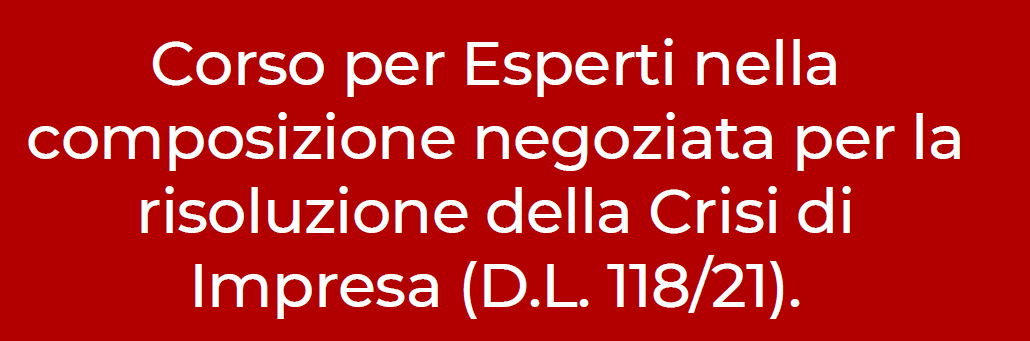 Corso per Esperti nella
composizione negoziata per la
risoluzione della Crisi di
Impresa (D.L. 118/21).